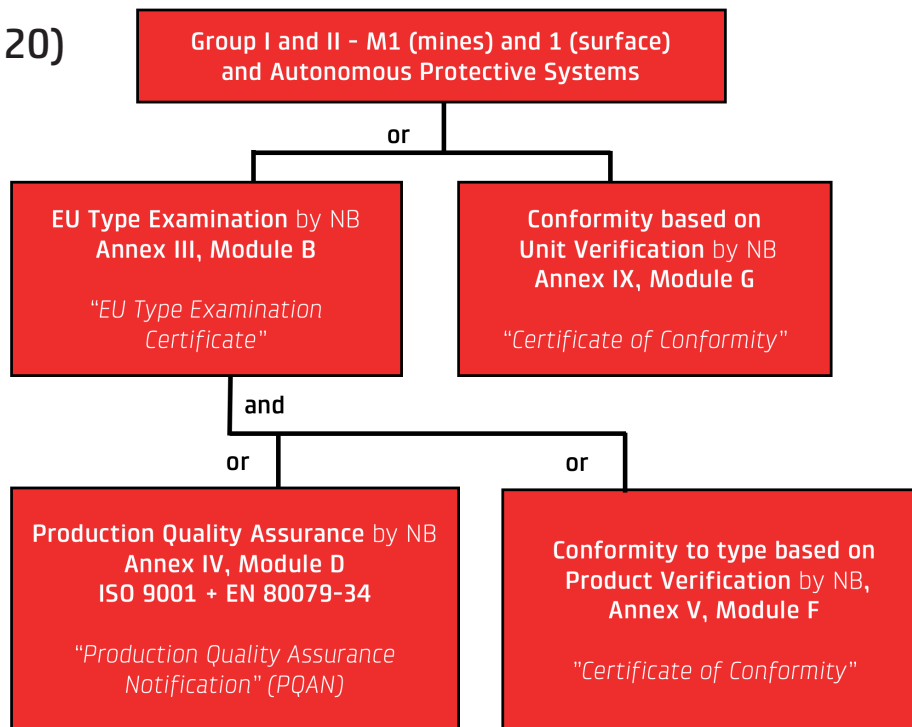 20)
Group I and II - M1 (mines) and 1 (surface)
and Autonomous Protective Systems
or
EU Type Examination by NB
Annex III, Module B
“EU Type Examination
Certificate”
Conformity based on
Unit Verification by NB
Annex IX, Module G
“Certificate of Conformity”
and
or
or
Production Quality Assurance by NB
Annex IV, Module D
ISO 9001 + EN 80079-34
“Production Quality Assurance
Notification” (PQAN)
Conformity to type based on
Product Verification by NB,
Annex V, Module F
”Certificate of Conformity”